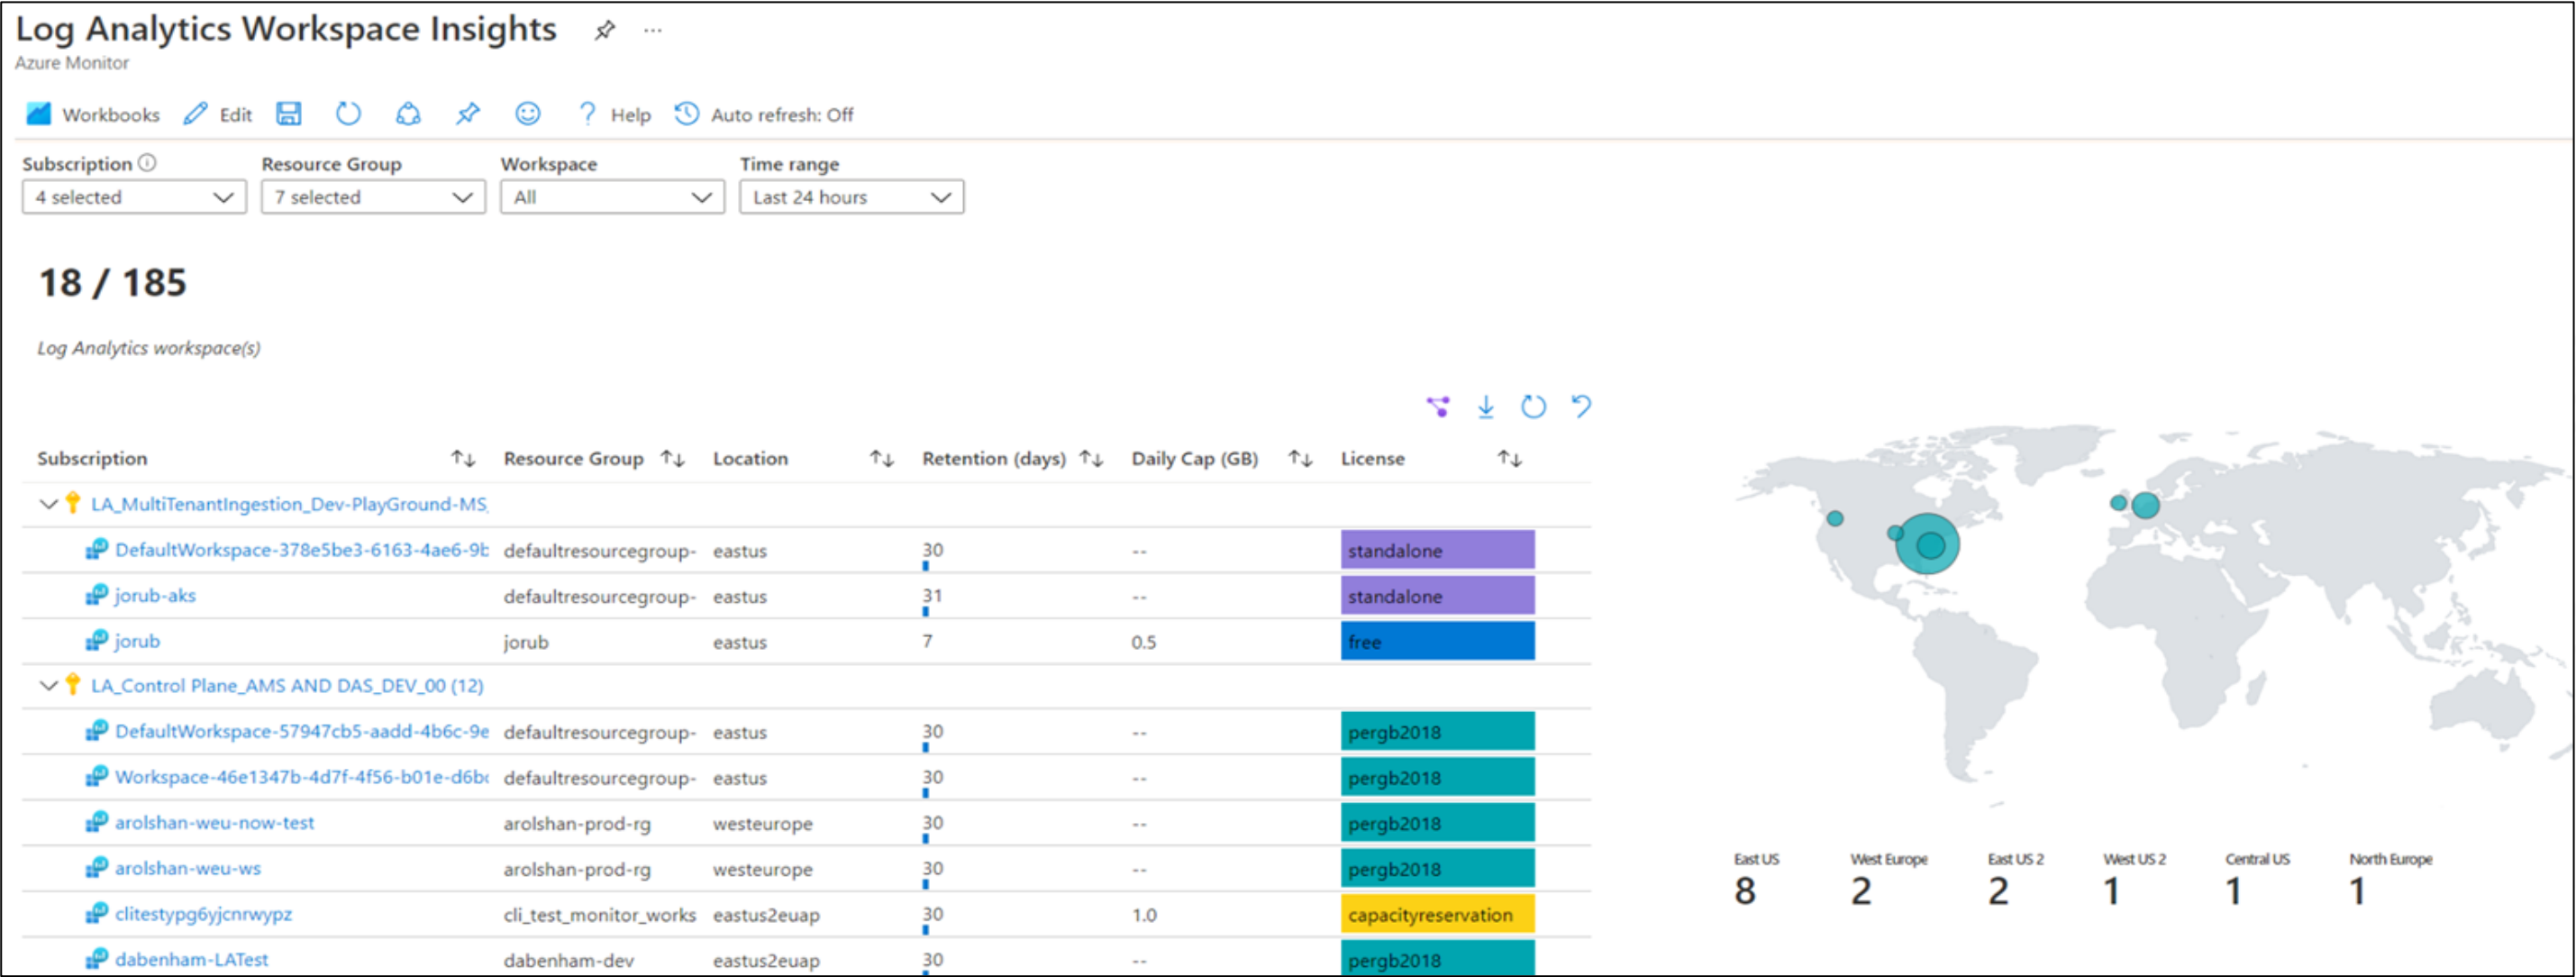 Log Analytics Workspace Insights ...
Azure Monitor
Workbooks Edit ? Help Auto refresh: Off
Subscription Resource Group Workspace Time range
4 selected 7 selected All Last 24 hours
18 / 185
Log Analytics workspace(s)
Subscription Resource Group Location Retention (days) Daily Cap (GB) License
LA_MultiTenantIngestion_Dev-PlayGround-MS
DefaultWorkspace-378e5be3-6163-4ae6-9b defaultresourcegroup- eastus 30 -- standalone
jorub-aks defaultresourcegroup- eastus 31 -- standalone
jorub jorub eastus 7 0.5 free
LA_Control Plane_AMS AND DAS_DEV_00 (12)
DefaultWorkspace-57947cb5-aadd-4b6c-9e defaultresourcegroup- eastus 30 -- pergb2018
Workspace-46e1347b-4d7f-4f56-b01e-d6b defaultresourcegroup- eastus 30 -- pergb2018
arolshan-weu-now-test arolshan-prod-rg westeurope 30 -- pergb2018
arolshan-weu-ws arolshan-prod-rg westeurope 30 -- pergb2018
clitestypg6yjcnrwypz cli_test_monitor_works eastus2euap 30 1.0 capacityreservation
dabenham-LATest dabenham-dev eastus2euap 30 -- pergb2018
East US West Europe East US 2 West US 2 Central US North Europe
8 2 2 1 1 1